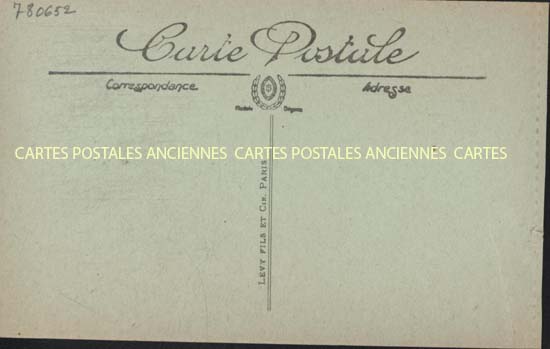 780652
Carte Postale
Correspondance
Adresse
CARTES POSTALES ANCIENNES CARTES POSTALES ANCIENNES CARTES
LEVY FILS ET CIE. PARIS